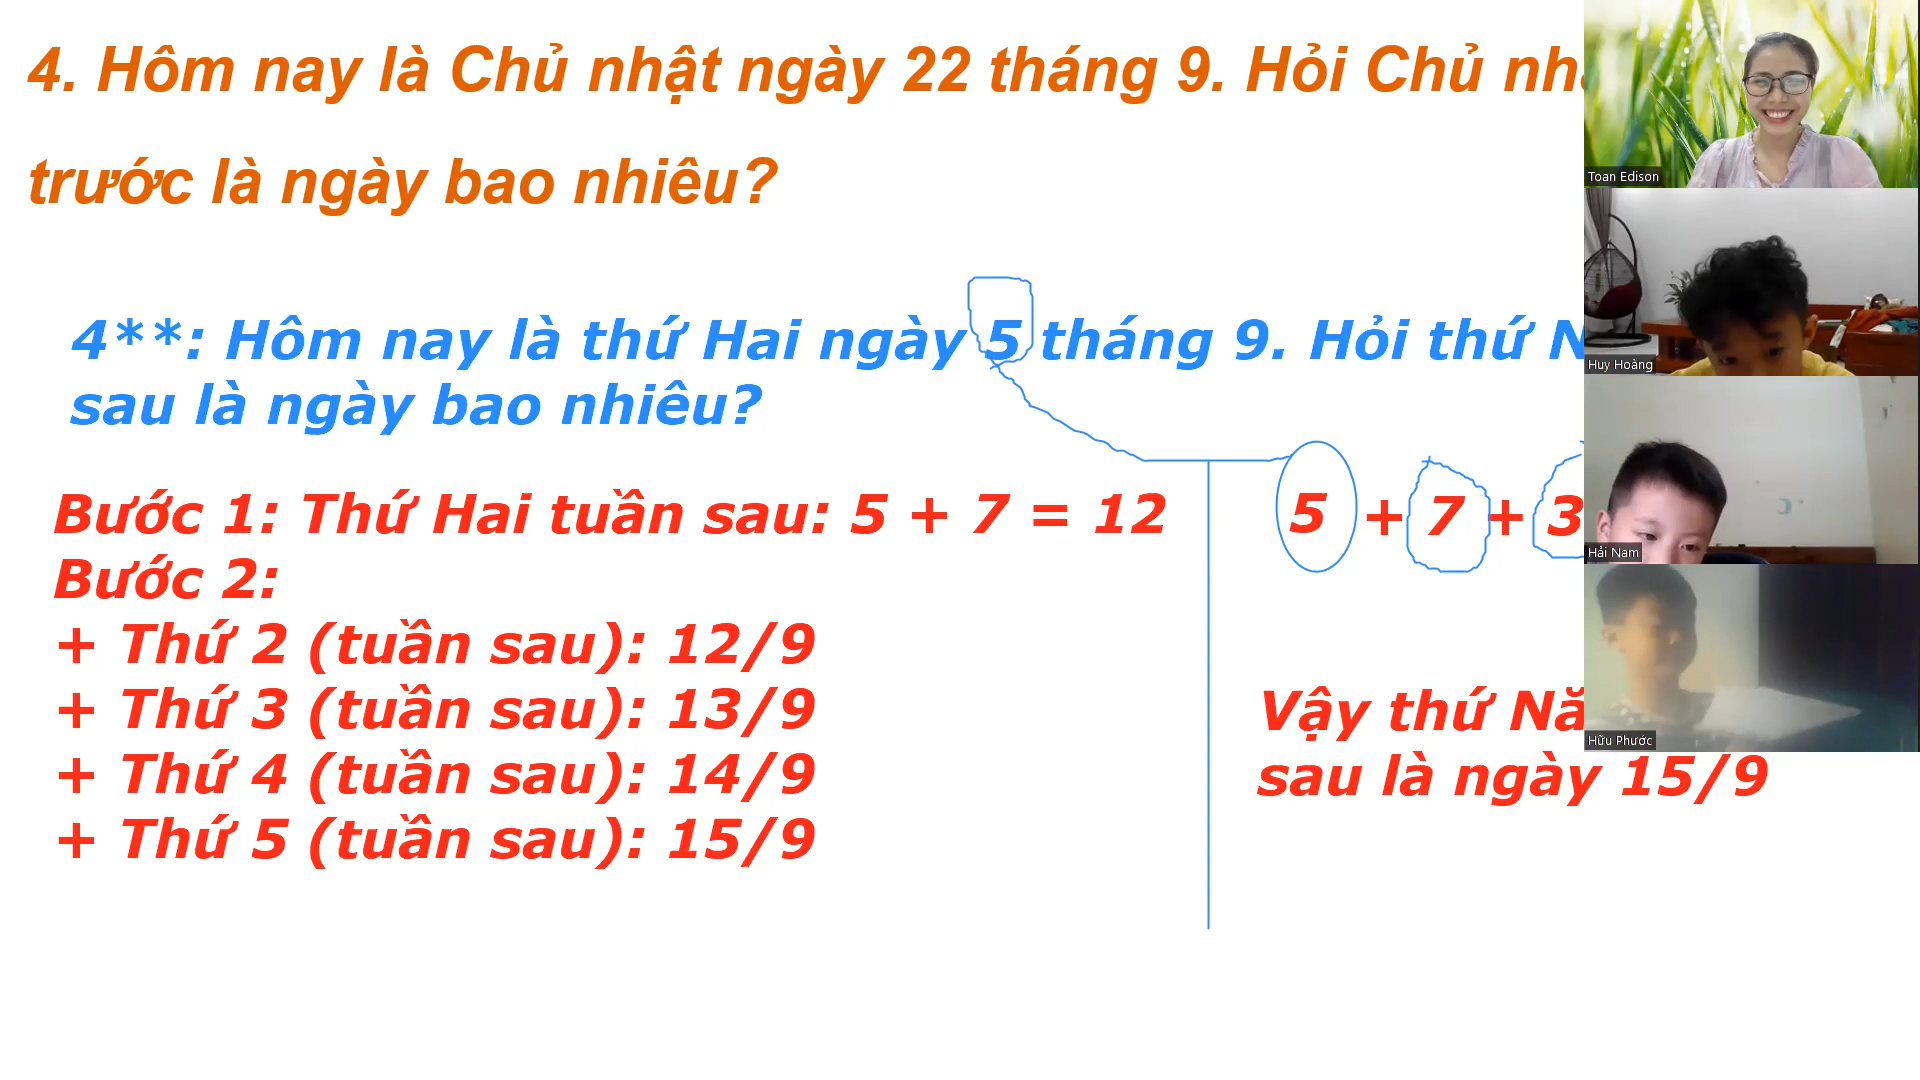 4. Hôm nay là Chủ nhật ngày 22 tháng 9. Hỏi Chủ
trước là ngày bao nhiêu?
4**: Hôm nay là thứ Hai ngày 5 tháng 9. Hỏi thứ
sau là ngày bao nhiêu?
Bước 1: Thứ Hai tuần sau: 5 + 7 = 12
Bước 2:
+ Thứ 2 (tuần sau): 12/9
+ Thứ 3 (tuần sau): 13/9
+ Thứ 4 (tuần sau): 14/9
+ Thứ 5 (tuần sau): 15/9
5 + 7 + 3
Vậy thứ
sau là ngày 15/9
Toan Edison
Huy Hoàng
Hải Nam
Hữu Phước